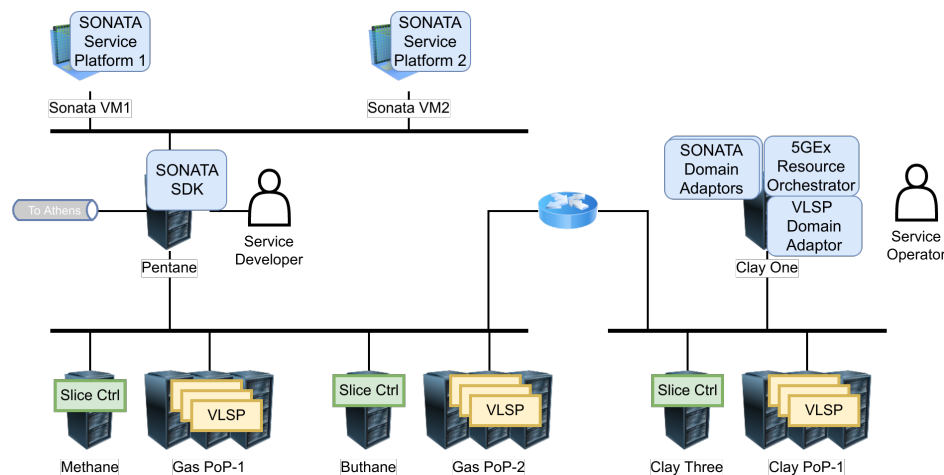 SONATA
Service
Platform 1
SONATA
Service
Platform 2
Sonata VM1
Sonata VM2
SONATA
SDK
SONATA
Domain
Adaptors
5GEx
Resource
Orchestrator
VLSP
Domain
Adaptor
To Athens
Service
Developer
Service
Operator
Pentane
Clay One
Slice Ctrl
VLSP
Slice Ctrl
VLSP
Slice Ctrl
VLSP
Methane
Gas PoP-1
Buthane
Gas PoP-2
Clay Three
Clay PoP-1